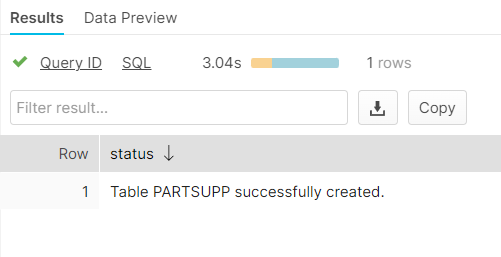 Results Data Preview
Query ID SQL 3.04s 1 rows
Filter result... Copy
Row status ↓
1 Table PARTSUPP successfully created.